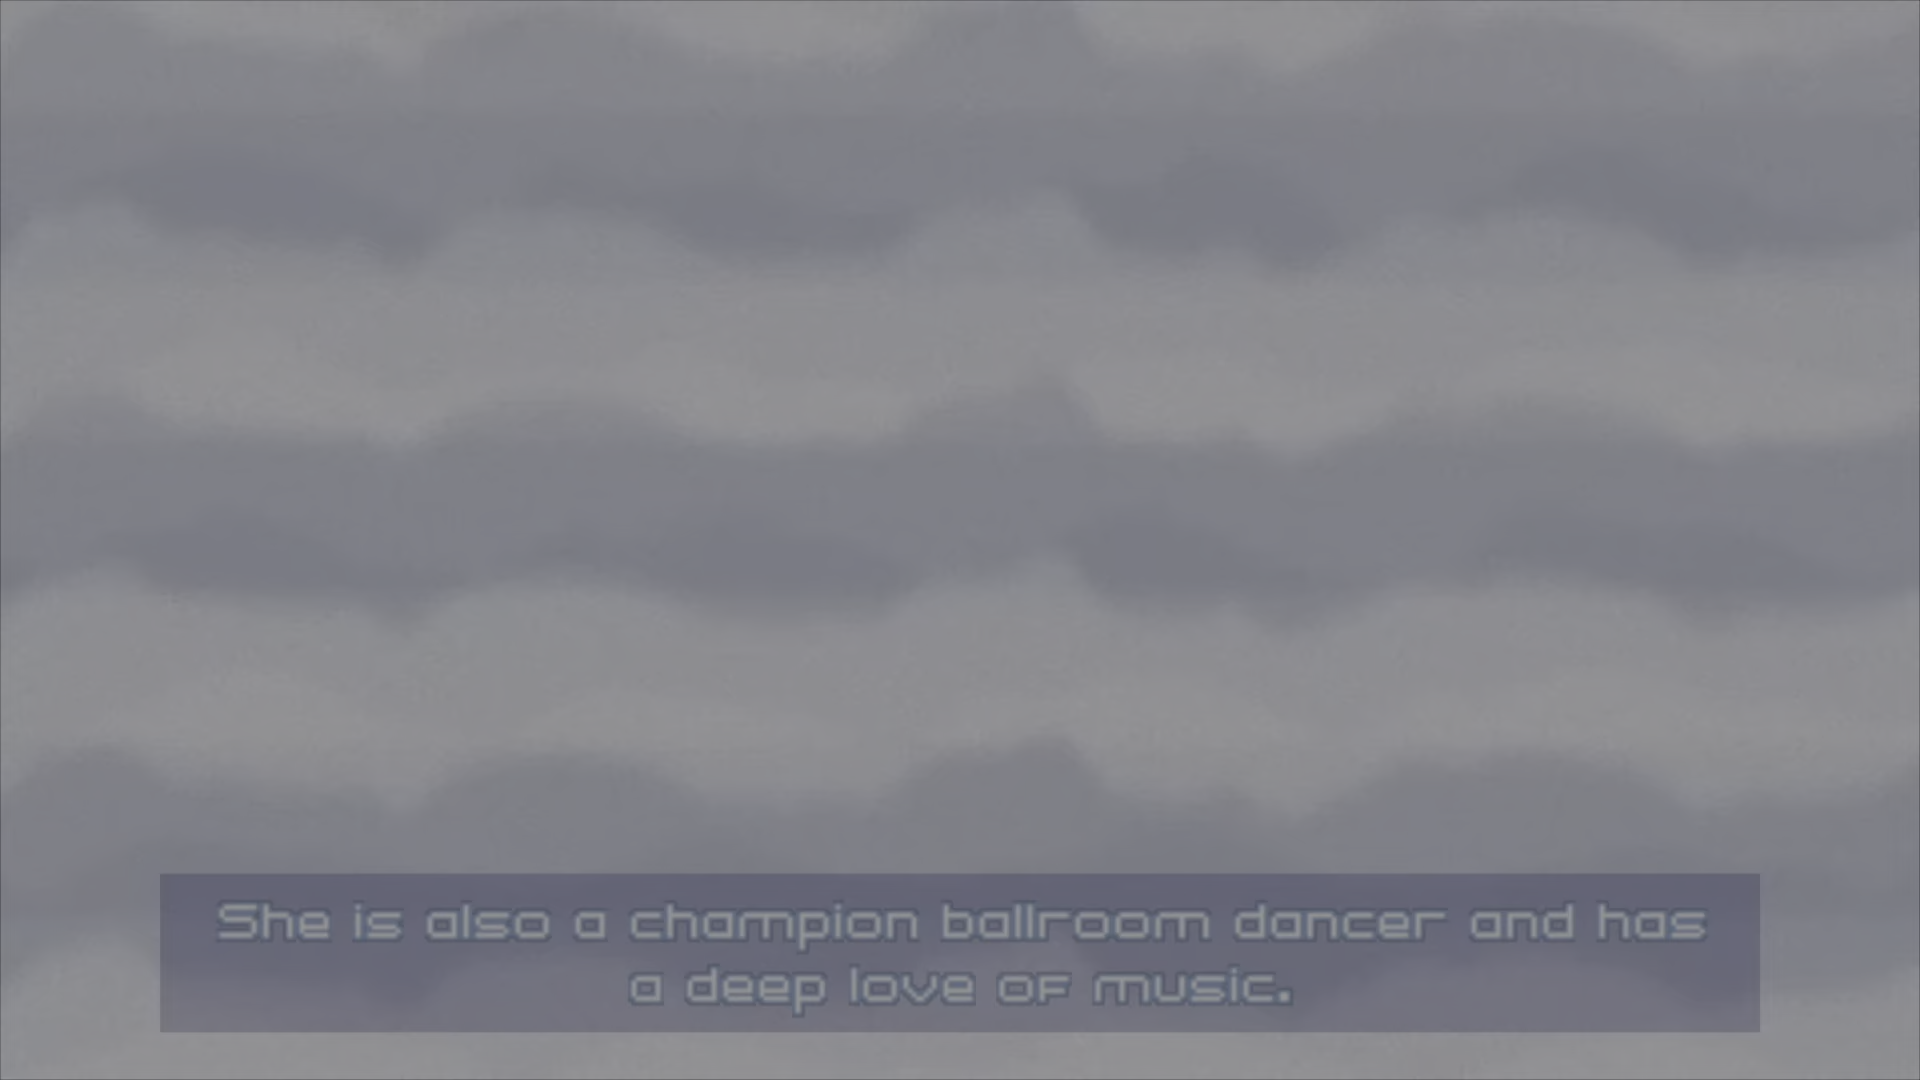 She is also a champion ballroom dancer and has
a deep love of music.